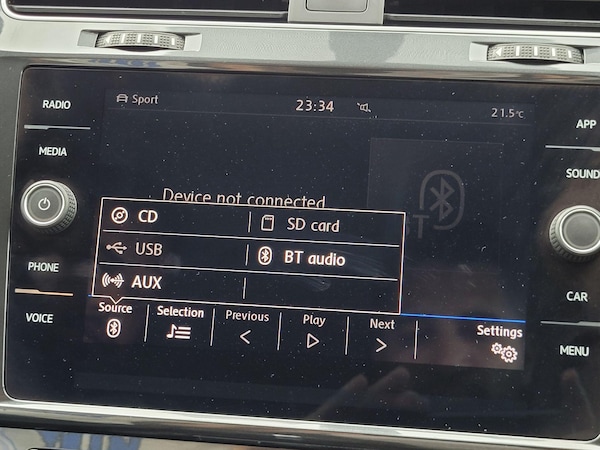 RADIO
Sport
23:34
21.5°C
APP
MEDIA
SOUND
Device not connected
BT
CD
SD card
USB
BT audio
AUX
PHONE
CAR
VOICE
Source
Selection
Previous
Play
Next
Settings
MENU